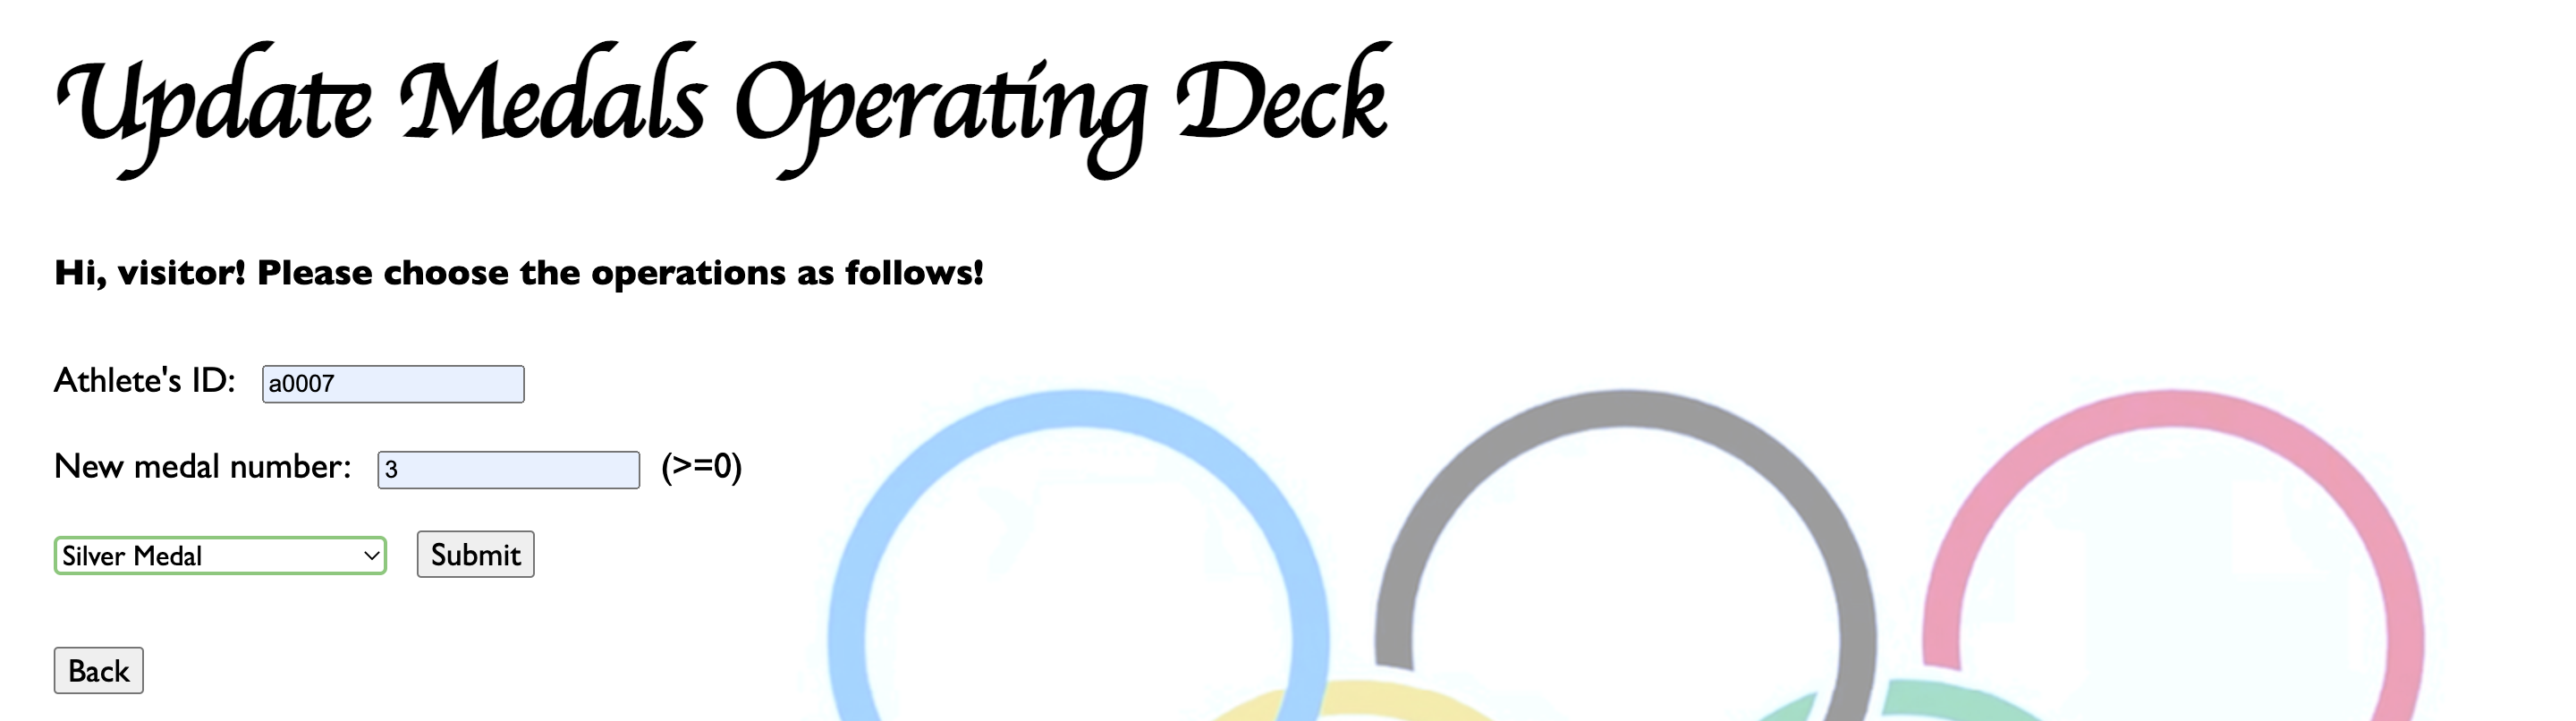 Update Medals Operating Deck
Hi, visitor! Please choose the operations as follows!
Athlete's ID: a0007
New medal number: 3 (>=0)
Silver Medal Submit
Back